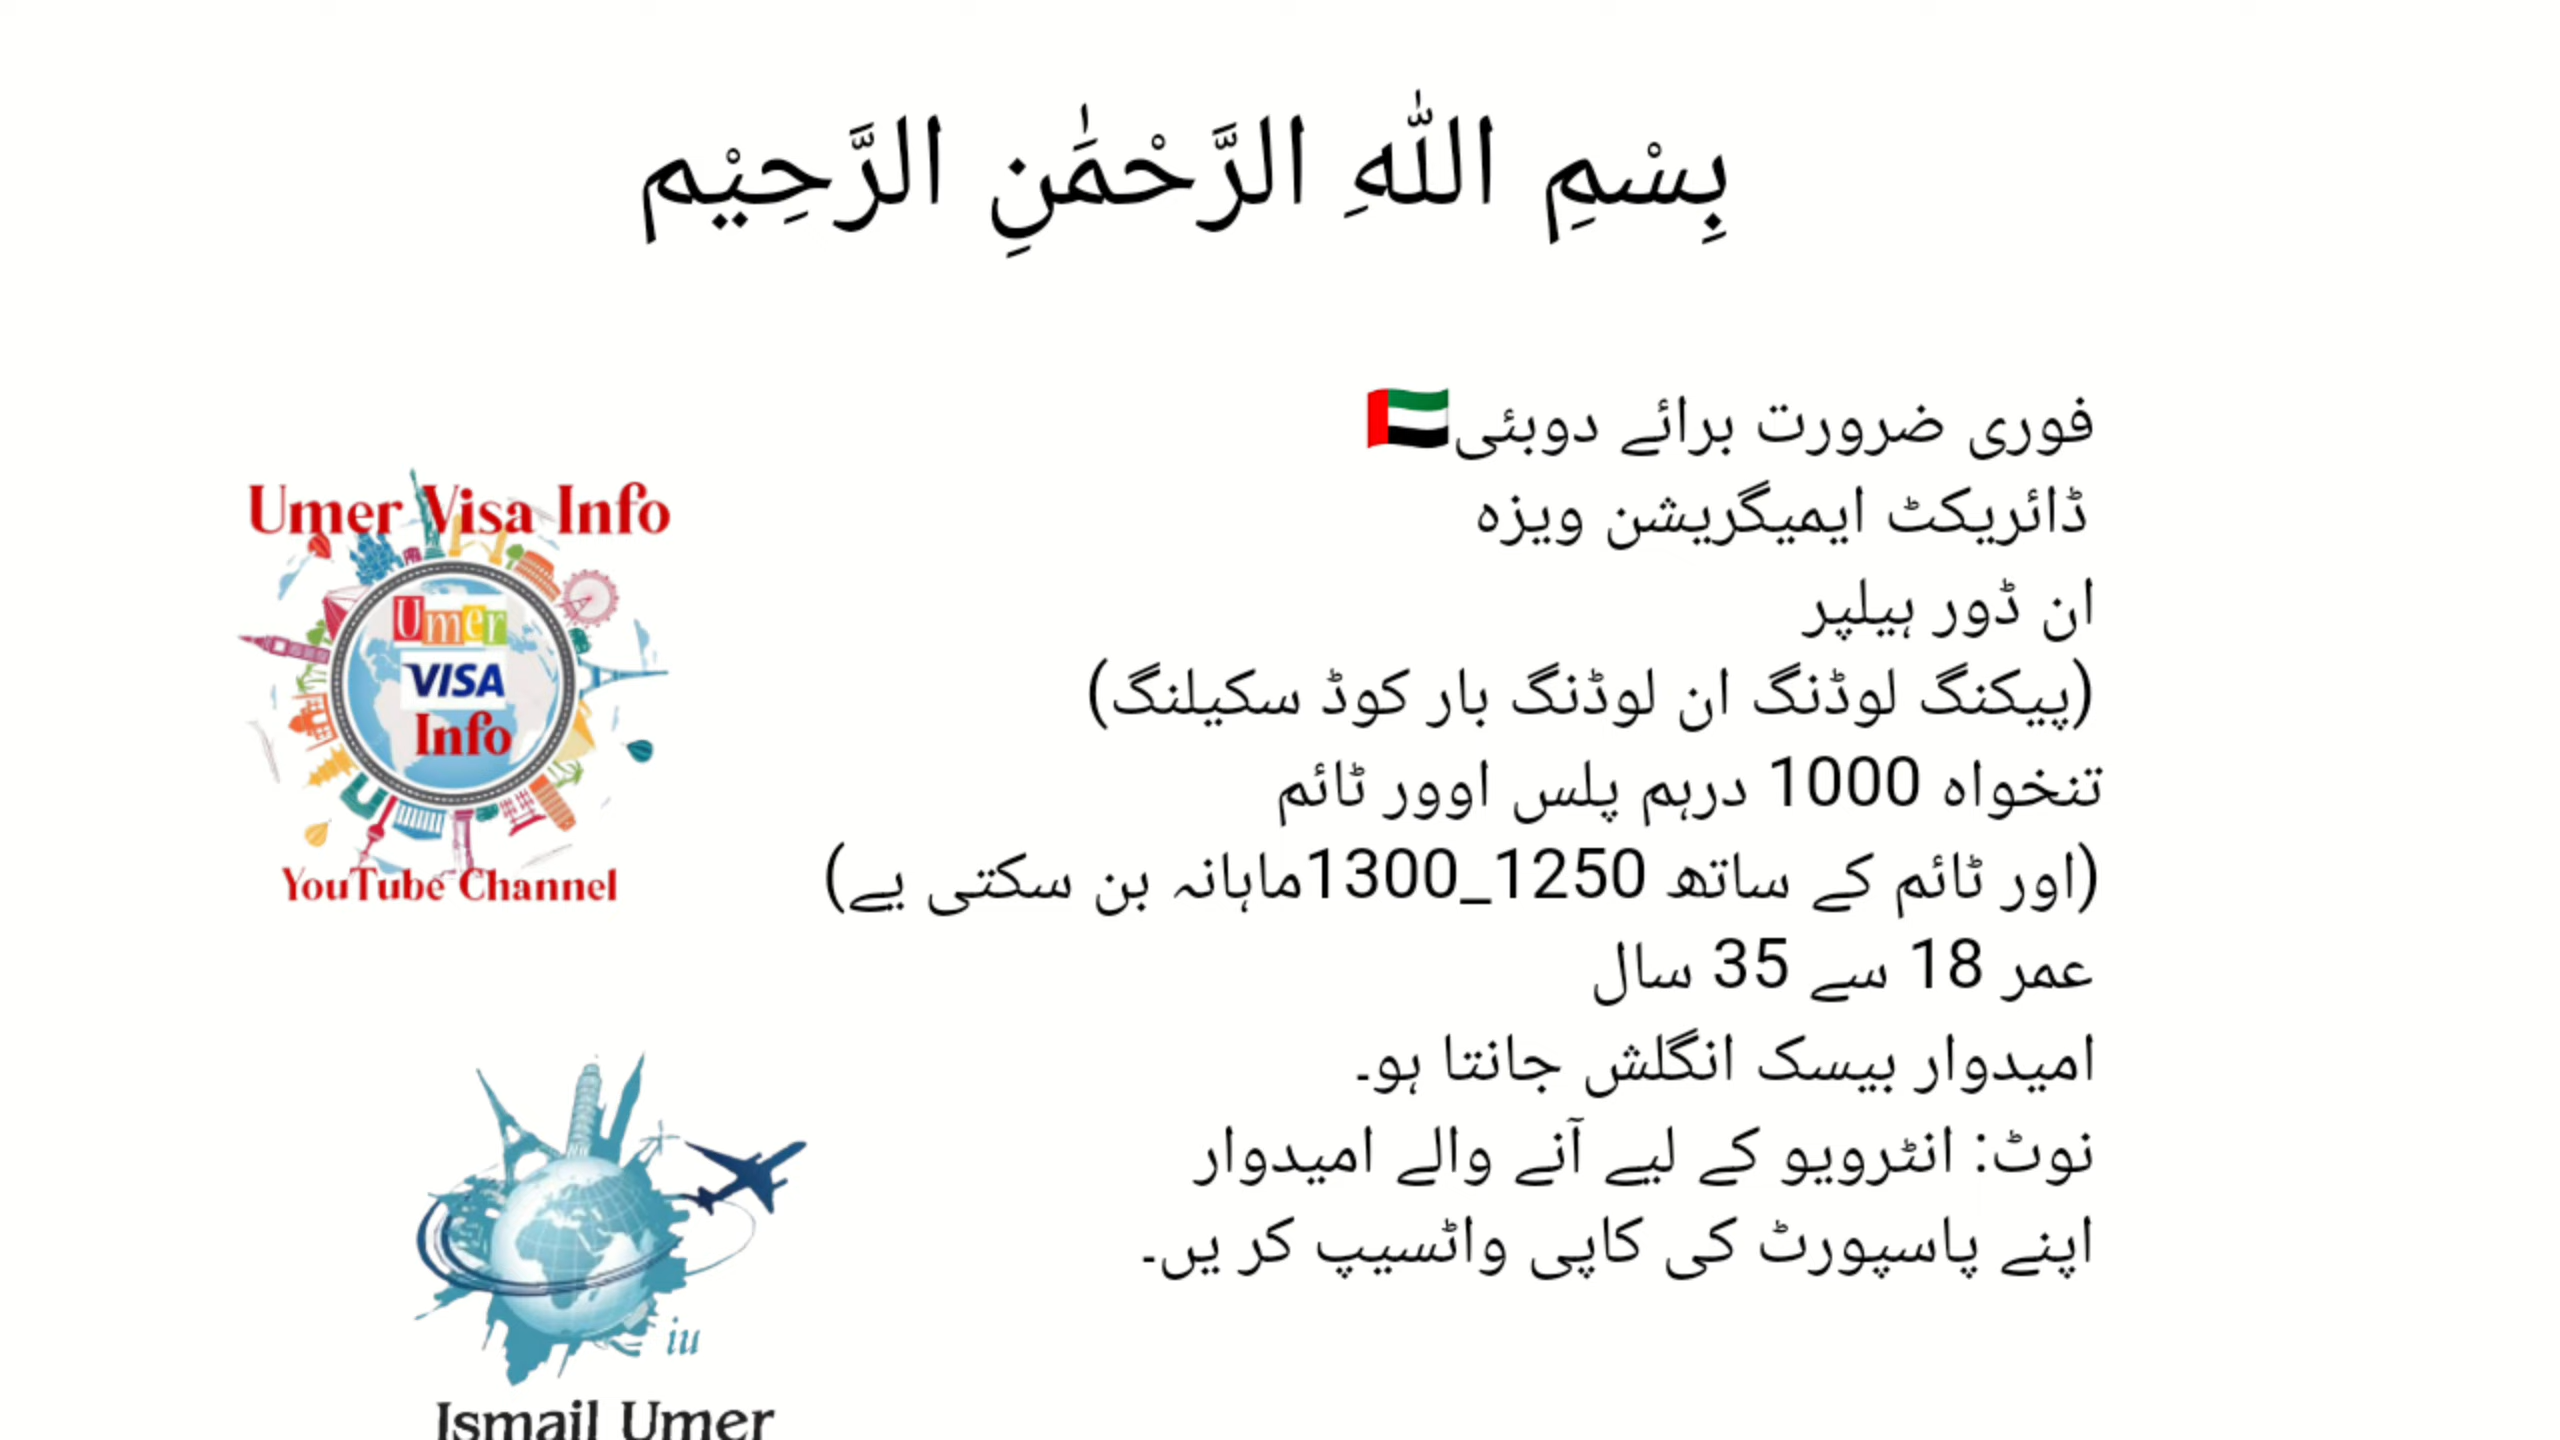 بِسْمِ اللّٰهِ الرَّحْمَٰنِ الرَّحِيْم
فوری ضرورت برائے دوبئی🇦🇪
ڈائریکٹ ایمیگریشن ویزہ
ان ڈور ہیلپر
(پیکنگ لوڈنگ ان لوڈنگ بار کوڈ سکیلنگ)
تنخواہ 1000 درہم پلس اوور ٹائم
(اور ٹائم کے ساتھ 1250_1300ماہانہ بن سکتی یے)
عمر 18 سے 35 سال
امیدوار بیسک انگلش جانتا ہو۔
نوٹ: انٹرویو کے لیے آنے والے امیدوار
اپنے پاسپورٹ کی کاپی واٹسیپ کر یں۔
Umer Visa Info
Umer
VISA
Info
YouTube Channel
iu
Ismail Umer